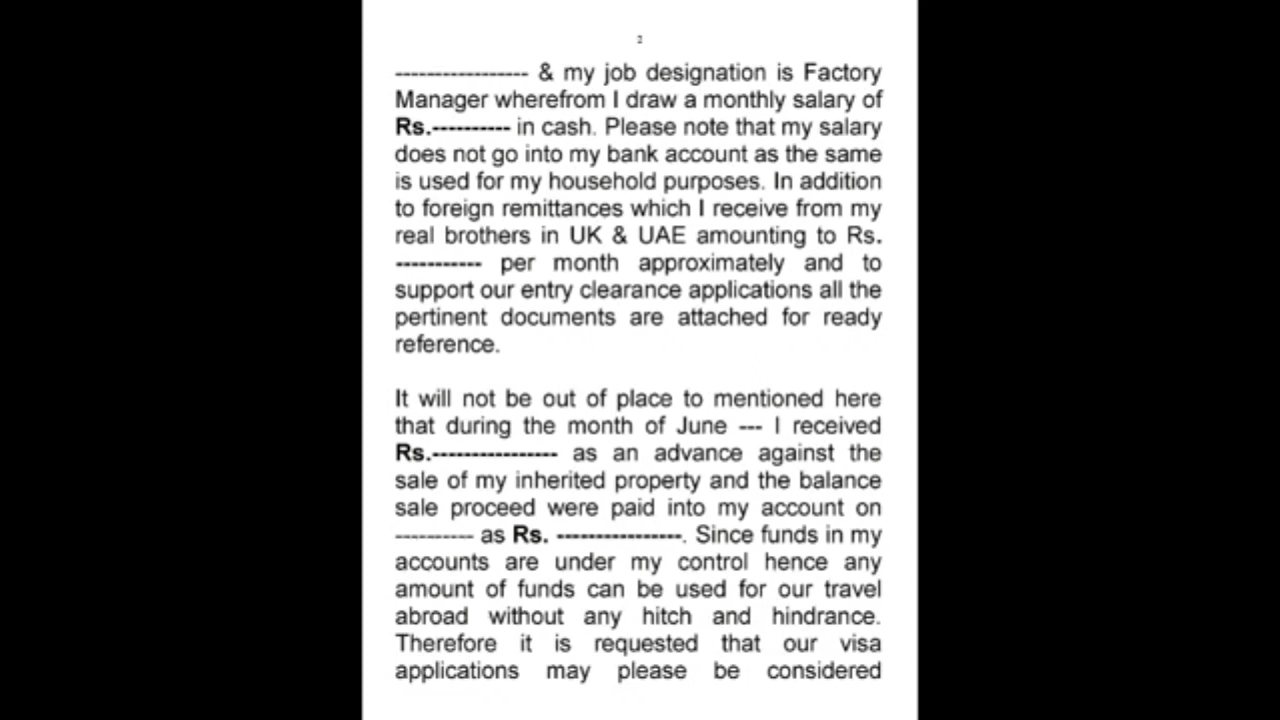 2
----------------- & my job designation is Factory
Manager wherefrom I draw a monthly salary of
Rs.---------- in cash. Please note that my salary
does not go into my bank account as the same
is used for my household purposes. In addition
to foreign remittances which I receive from my
real brothers in UK & UAE amounting to Rs.
----------- per month approximately and to
support our entry clearance applications all the
pertinent documents are attached for ready
reference.
It will not be out of place to mentioned here
that during the month of June --- I received
Rs.---------------- as an advance against the
sale of my inherited property and the balance
sale proceed were paid into my account on
---------- as Rs. ----------------. Since funds in my
accounts are under my control hence any
amount of funds can be used for our travel
abroad without any hitch and hindrance.
Therefore it is requested that our visa
applications may please be considered